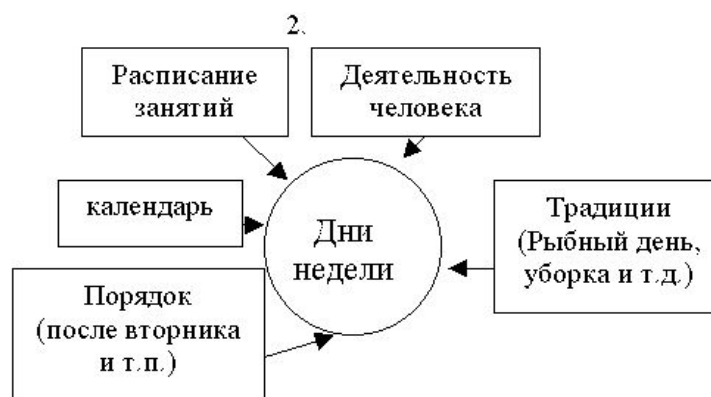 2.
Расписание
занятий
Деятельность
человека
календарь
Дни
недели
Традиции
(Рыбный день,
уборка и т.д.)
Порядок
(после вторника
и т.п.)